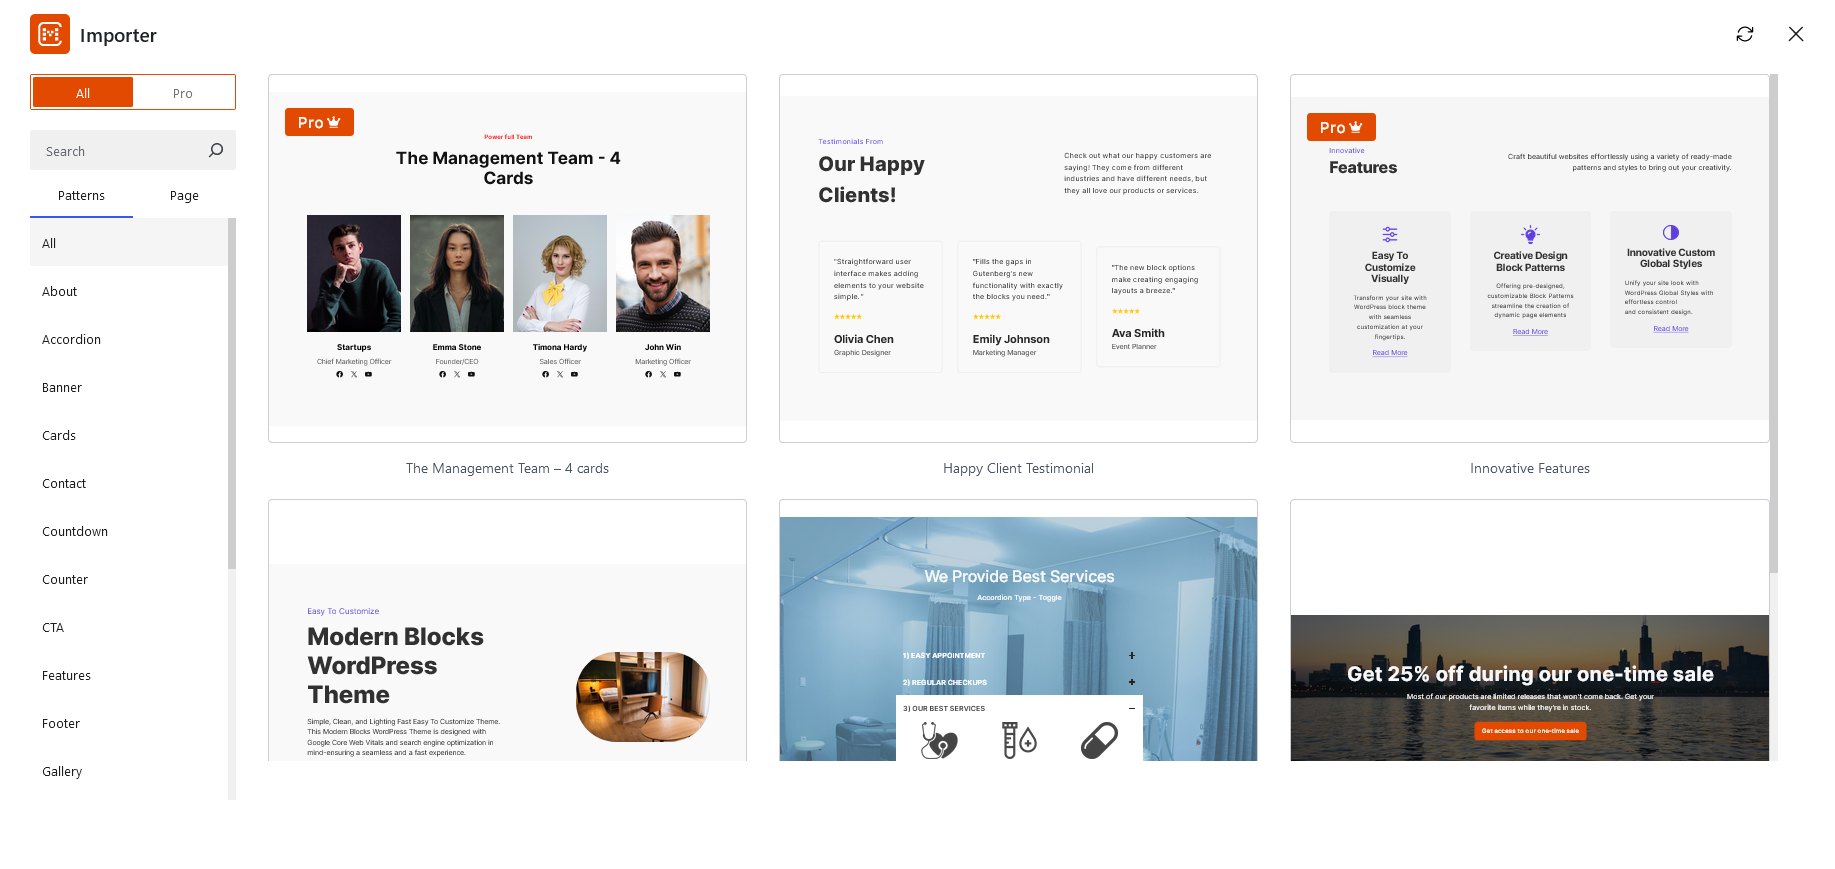 Importer
All
Pro
Search
Patterns
Page
All
About
Accordion
Banner
Cards
Contact
Countdown
Counter
CTA
Features
Footer
Gallery
Pro
Power full Team
The Management Team - 4
Cards
Startups
Chief Marketing Officer
Emma Stone
Founder/CEO
Timona Hardy
Sales Officer
John Win
Marketing Officer
The Management Team – 4 cards
Testimonials From
Our Happy
Clients!
Check out what our happy customers are
saying! They come from different
industries and have different needs, but
they all love our products or services.
"Straightforward user
interface makes adding
elements to your website
simple."
Olivia Chen
Graphic Designer
"Fills the gaps in
Gutenberg's new
functionality with exactly
the blocks you need."
Emily Johnson
Marketing Manager
"The new block options
make creating engaging
layouts a breeze."
Ava Smith
Event Planner
Happy Client Testimonial
Pro
Innovative
Features
Craft beautiful websites effortlessly using a variety of ready-made
patterns and styles to bring out your creativity.
Easy To
Customize
Visually
Transform your site with
WordPress block theme
with seamless
customization at your
fingertips.
Read More
Creative Design
Block Patterns
Offering pre-designed,
customizable Block Patterns
streamline the creation of
dynamic page elements
Read More
Innovative Custom
Global Styles
Unify your site look with
WordPress Global Styles with
effortless control
and consistent design.
Read More
Innovative Features
Easy To Customize
Modern Blocks
WordPress
Theme
Simple, Clean, and Lighting Fast Easy To Customize Theme.
This Modern Blocks WordPress Theme is designed with
Google Core Web Vitals and search engine optimization in
mind-ensuring a seamless and a fast experience.
We Provide Best Services
Accordion Type - Toggle
1) EASY APPOINTMENT
2) REGULAR CHECKUPS
3) OUR BEST SERVICES
Get 25% off during our one-time sale
Most of our products are limited releases that won't come back. Get your
favorite items while they're in stock.
Get access to our one-time sale